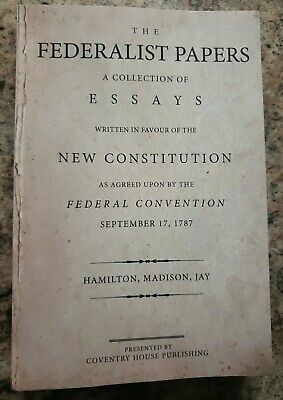 THE
FEDERALIST PAPERS
A COLLECTION OF
ESSAYS
WRITTEN IN FAVOUR OF THE
NEW CONSTITUTION
AS AGREED UPON BY THE
FEDERAL CONVENTION
SEPTEMBER 17, 1787
HAMILTON, MADISON, JAY
PRESENTED BY
COVENTRY HOUSE PUBLISHING